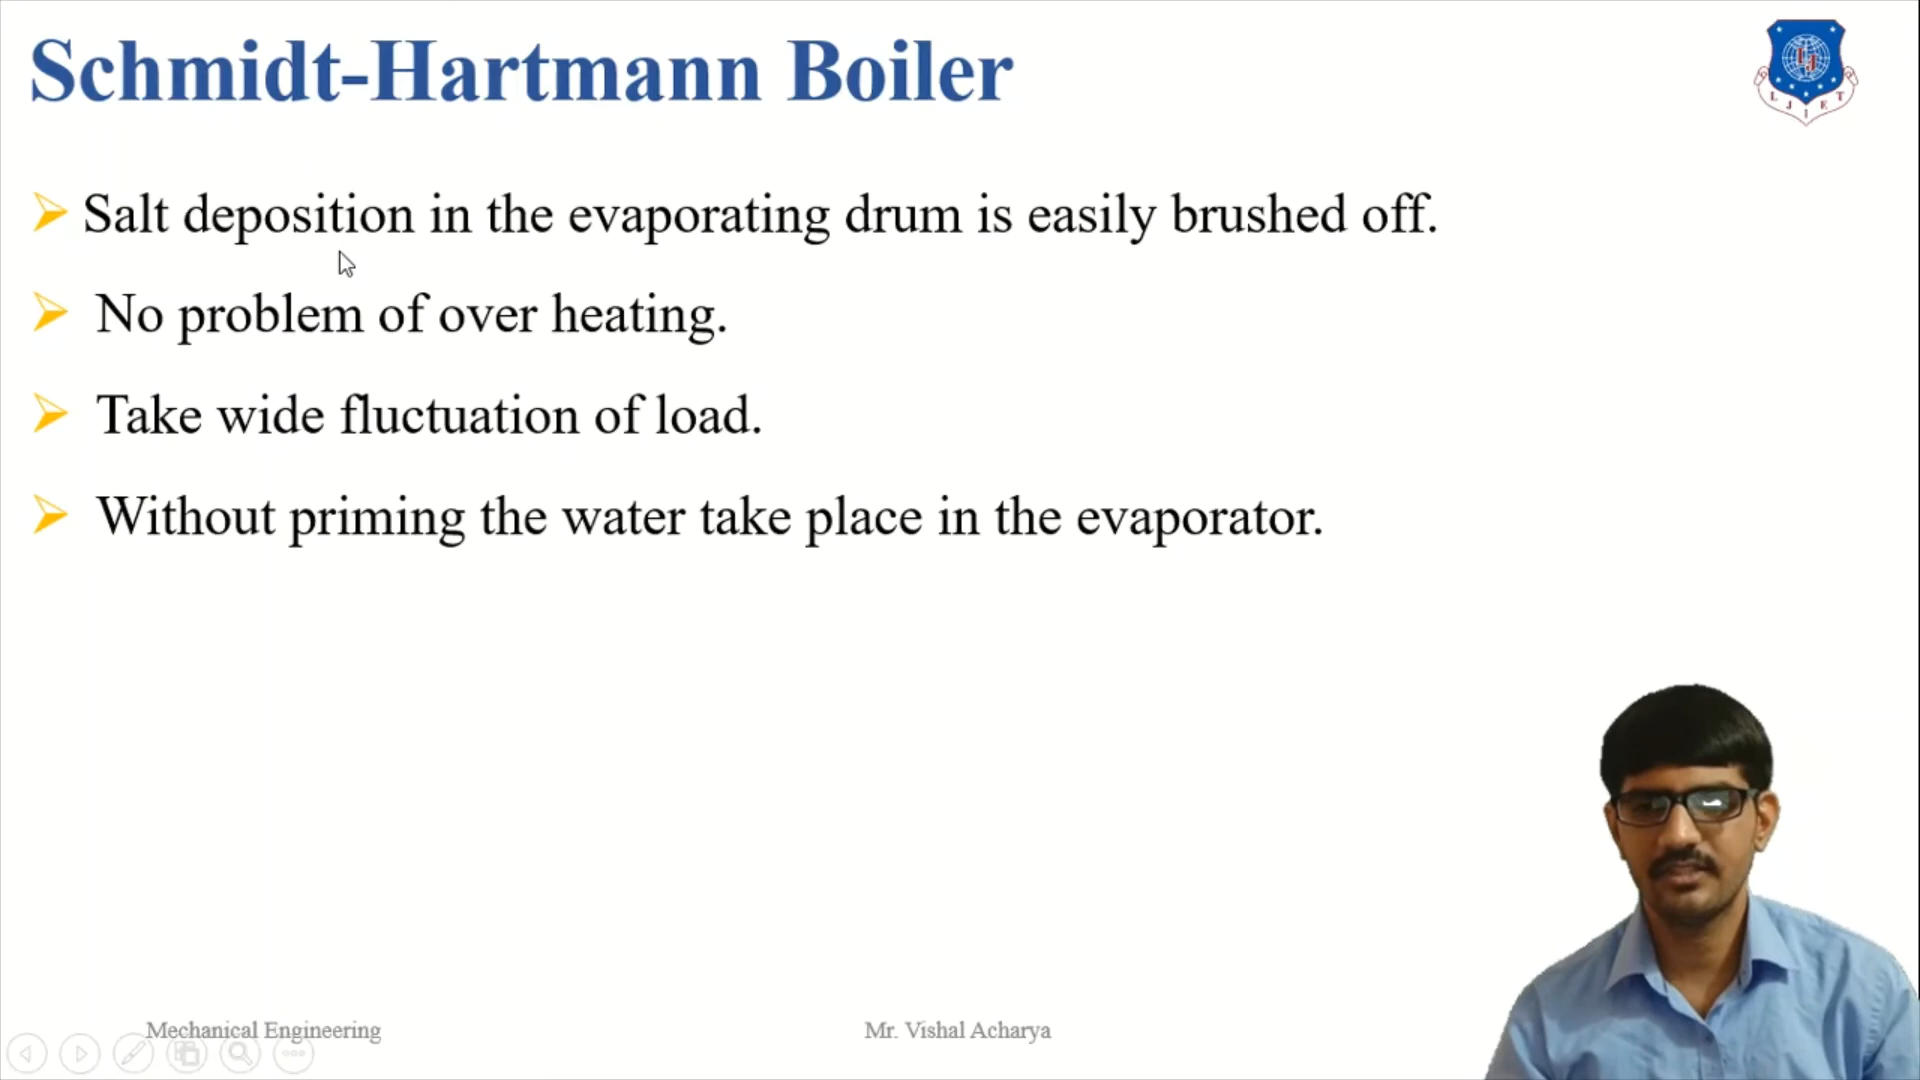 Schmidt-Hartmann Boiler
L J I E T
Salt deposition in the evaporating drum is easily brushed off.
No problem of over heating.
Take wide fluctuation of load.
Without priming the water take place in the evaporator.
Mechanical Engineering
Mr. Vishal Acharya